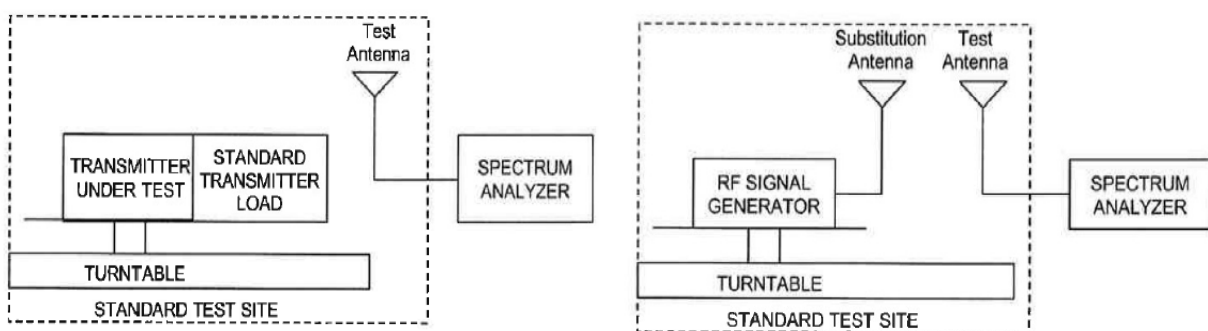 Test
Antenna
TRANSMITTER
UNDER TEST
STANDARD
TRANSMITTER
LOAD
SPECTRUM
ANALYZER
TURNTABLE
STANDARD TEST SITE
Substitution
Antenna
Test
Antenna
RF SIGNAL
GENERATOR
SPECTRUM
ANALYZER
TURNTABLE
STANDARD TEST SITE